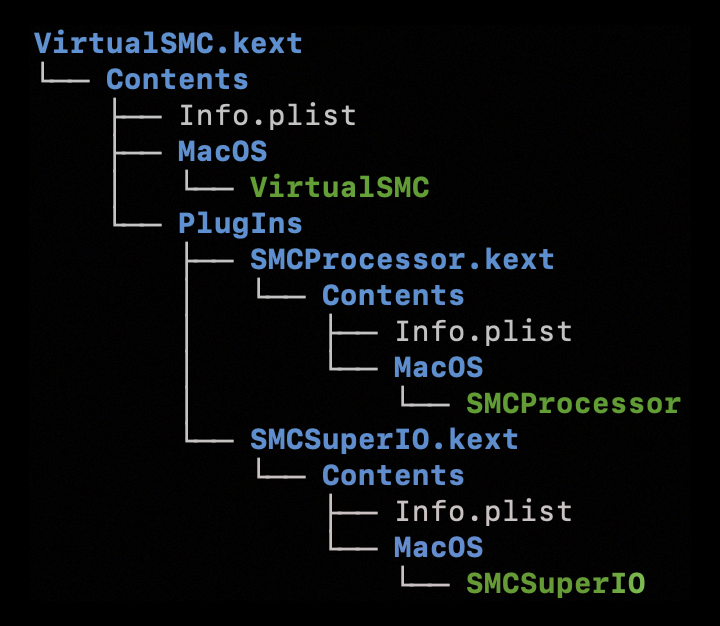 VirtualSMC.kext
└── Contents
    ├── Info.plist
    ├── MacOS
    │   └── VirtualSMC
    └── PlugIns
        ├── SMCProcessor.kext
        │   └── Contents
        │       ├── Info.plist
        │       └── MacOS
        │           └── SMCProcessor
        └── SMCSuperIO.kext
            └── Contents
                ├── Info.plist
                └── MacOS
                    └── SMCSuperIO